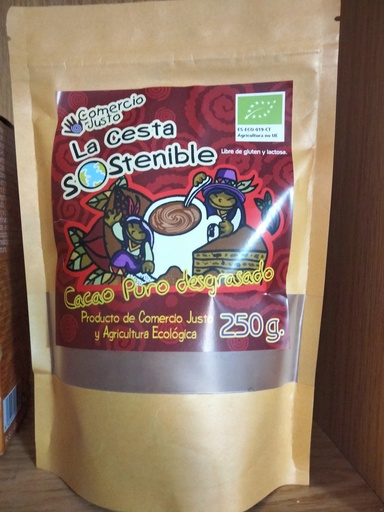 Comercio
Justo
La Cesta
SOStenible
ES-ECO-019-CT
Agricultura no UE
Libre de gluten y lactosa.
Cacao Puro desgrasado
Producto de Comercio Justo
y Agricultura Ecológica
250 g.